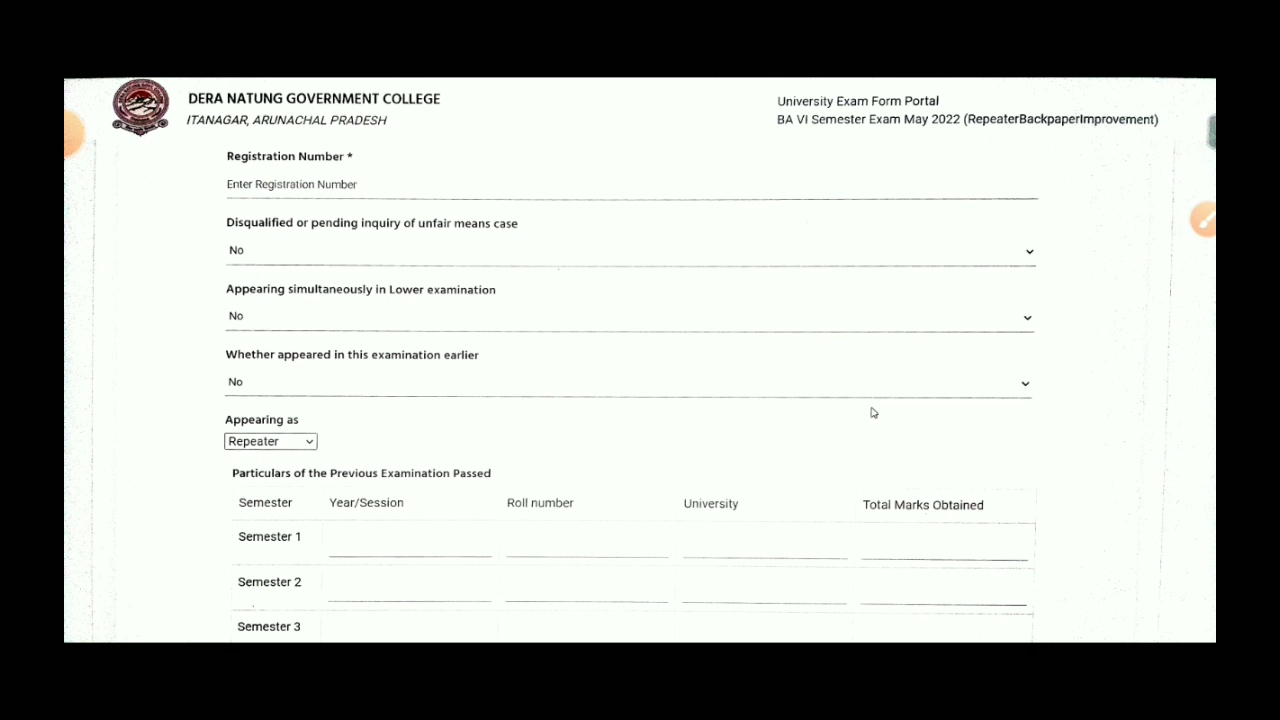 DERA NATUNG GOVERNMENT COLLEGE
ITANAGAR, ARUNACHAL PRADESH
University Exam Form Portal
BA VI Semester Exam May 2022 (RepeaterBackpaperImprovement)
Registration Number *
Enter Registration Number
Disqualified or pending inquiry of unfair means case
No
Appearing simultaneously in Lower examination
No
Whether appeared in this examination earlier
No
Appearing as
Repeater
Particulars of the Previous Examination Passed
Semester Year/Session Roll number University Total Marks Obtained
Semester 1
Semester 2
Semester 3